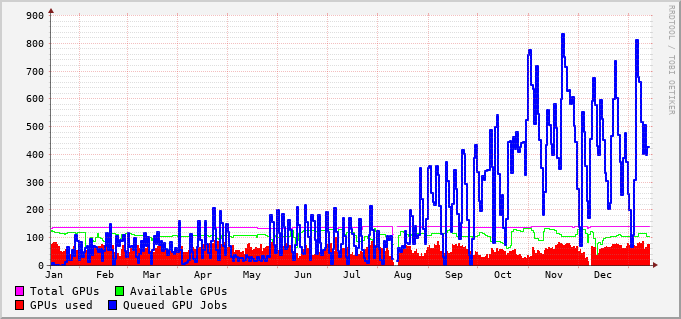 900
800
700
600
500
400
300
200
100
0
Jan Feb Mar Apr May Jun Jul Aug Sep Oct Nov Dec
Total GPUs Available GPUs
GPUs used Queued GPU Jobs
RRDTOOL / TOBI OETIKER